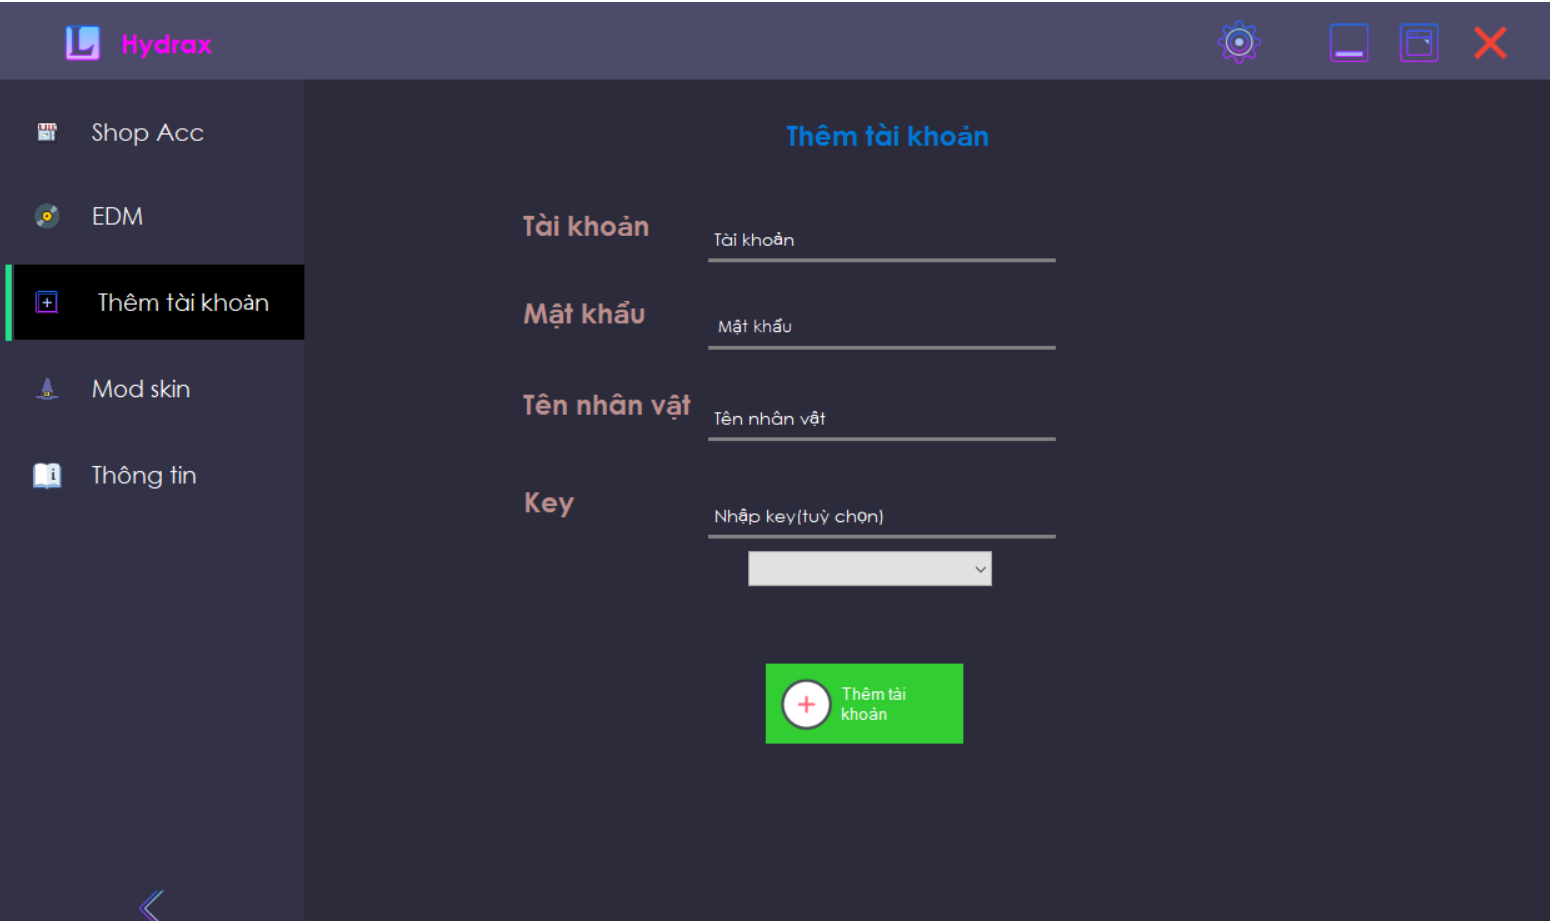 Hydrax
Shop Acc
EDM
Thêm tài khoản
Mod skin
Thông tin
Thêm tài khoản
Tài khoản
Tài khoản
Mật khẩu
Mật khẩu
Tên nhân vật
Tên nhân vật
Key
Nhập key(tuỳ chọn)
Thêm tài
khoản